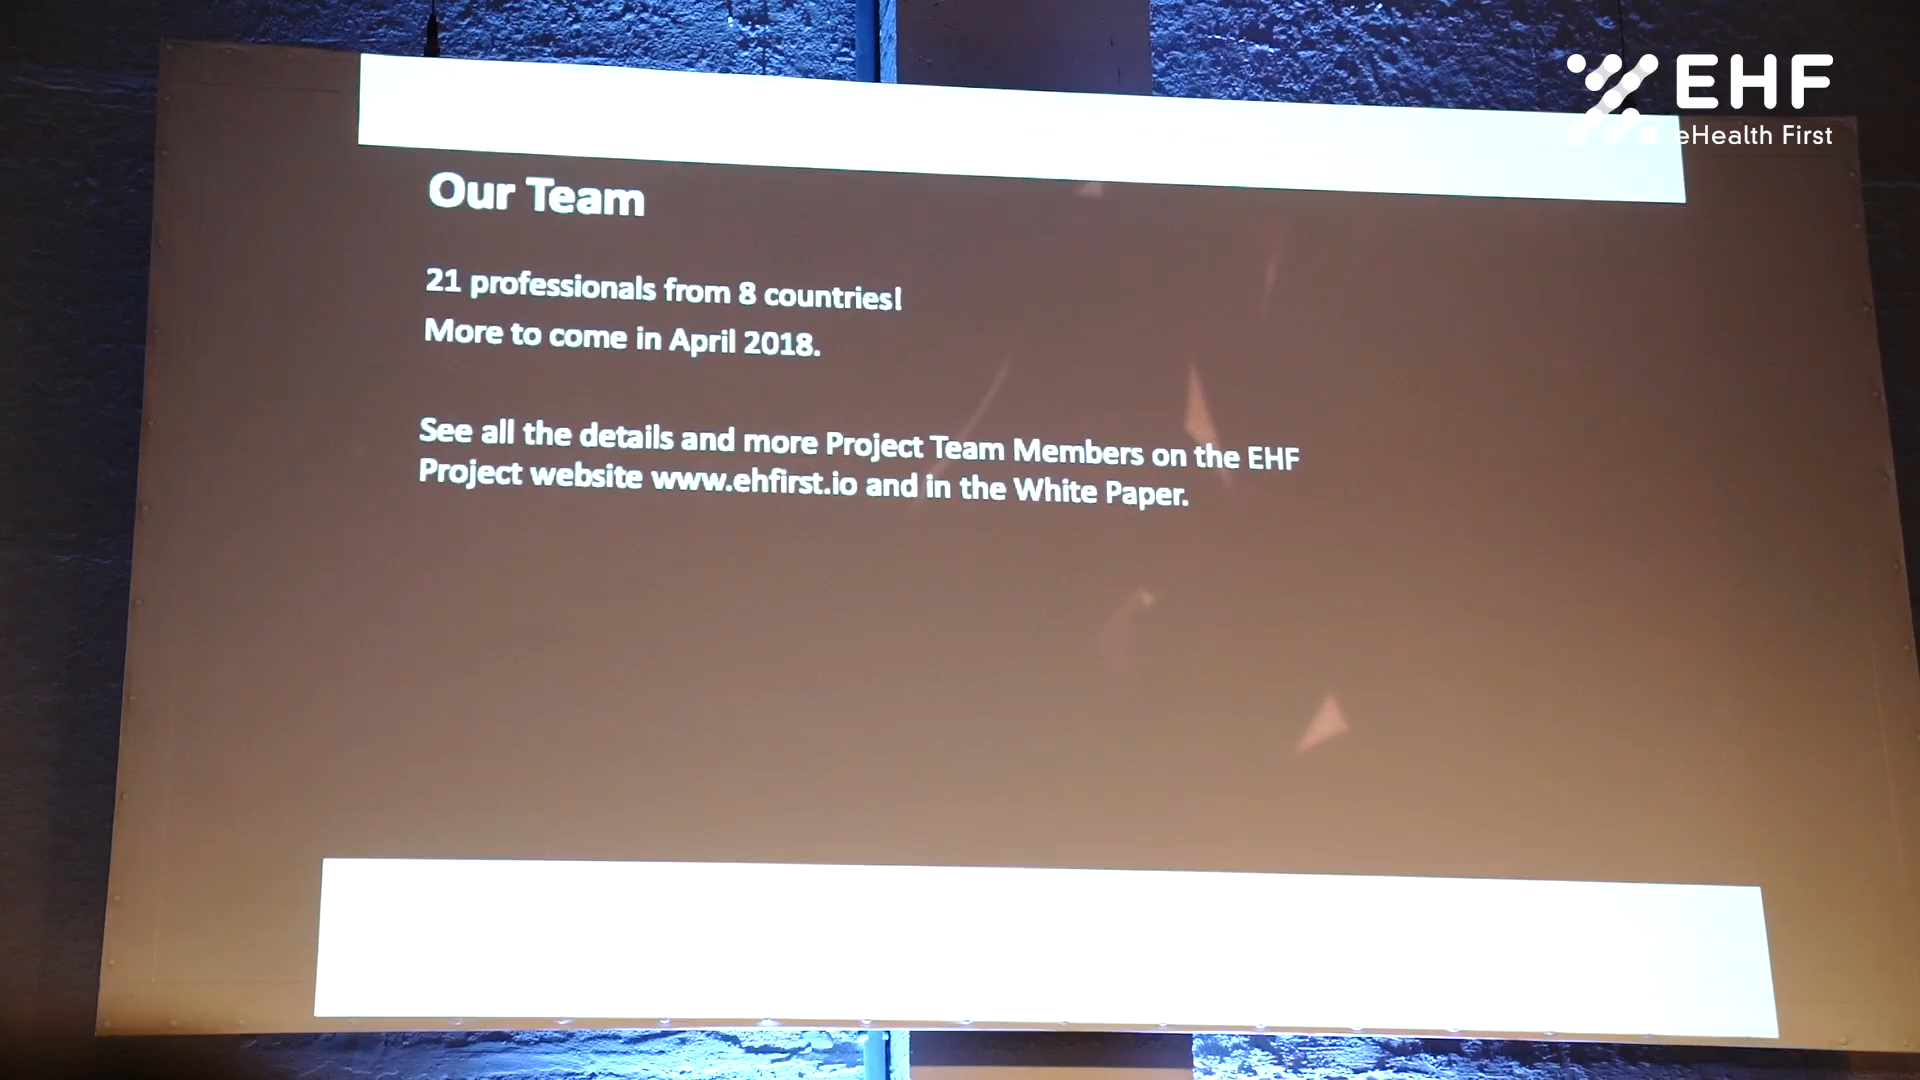 EHF
eHealth First
Our Team
21 professionals from 8 countries!
More to come in April 2018.
See all the details and more Project Team Members on the EHF
Project website www.ehfirst.io and in the White Paper.